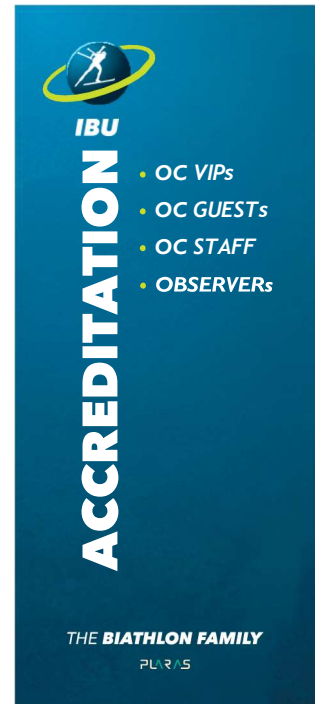 IBU
ACCREDITATION
• OC VIPs
• OC GUESTs
• OC STAFF
• OBSERVERs
THE BIATHLON FAMILY
PLARAS